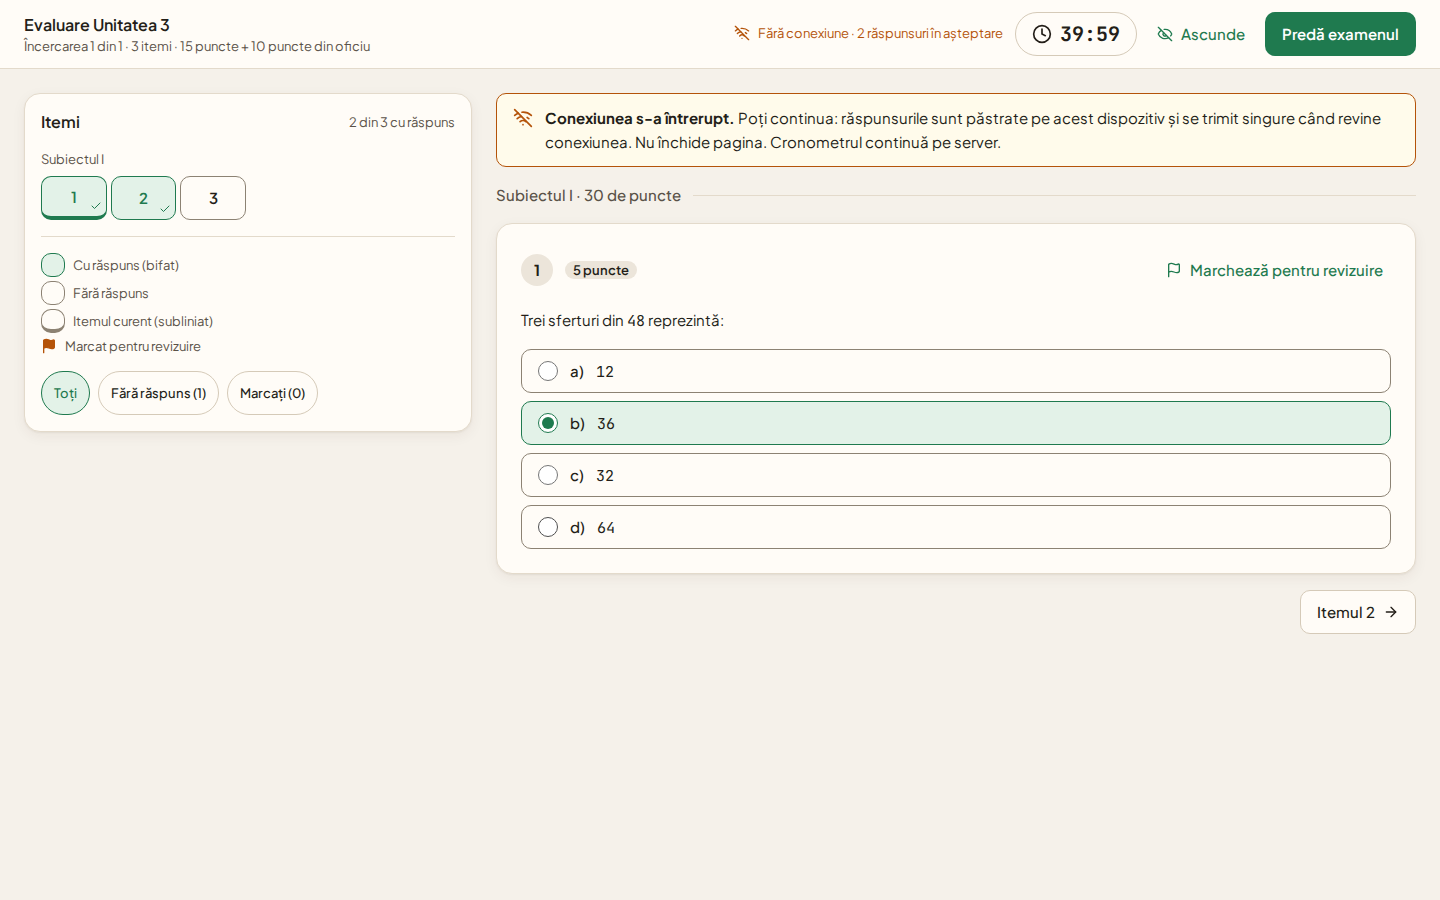 Evaluare Unitatea 3
Încercarea 1 din 1 · 3 itemi · 15 puncte + 10 puncte din oficiu
Fără conexiune · 2 răspunsuri în așteptare
39:59
Ascunde
Predă examenul
Itemi
2 din 3 cu răspuns
Subiectul I
1
2
3
Cu răspuns (bifat)
Fără răspuns
Itemul curent (subliniat)
Marcat pentru revizuire
Toți
Fără răspuns (1)
Marcați (0)
Conexiunea s-a întrerupt. Poți continua: răspunsurile sunt păstrate pe acest dispozitiv și se trimit singure când revine
conexiunea. Nu închide pagina. Cronometrul continuă pe server.
Subiectul I · 30 de puncte
1
5 puncte
Marchează pentru revizuire
Trei sferturi din 48 reprezintă:
a) 12
b) 36
c) 32
d) 64
Itemul 2